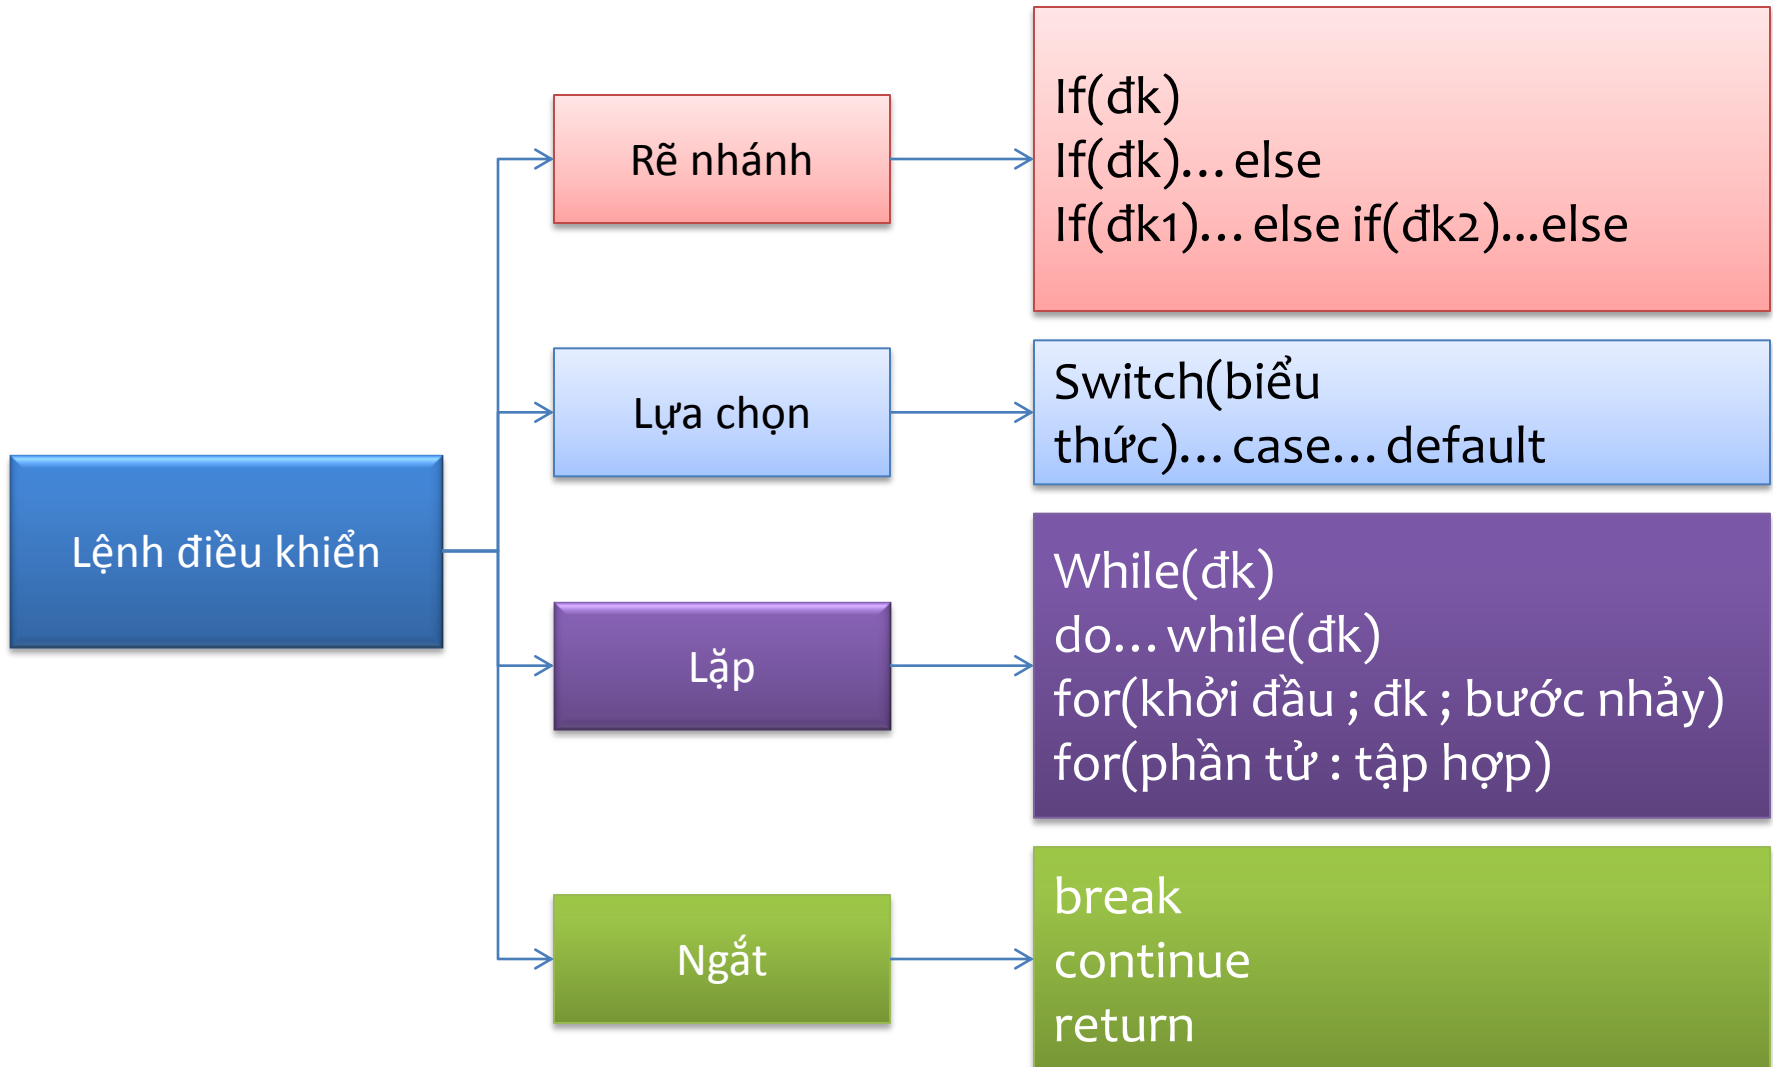 Lệnh điều khiển
Rẽ nhánh
If(đk)
If(đk)... else
If(đk1)... else if(đk2)...else
Lựa chọn
Switch(biểu
thức)... case... default
Lặp
While(đk)
do... while(đk)
for(khởi đầu ; đk ; bước nhảy)
for(phần tử : tập hợp)
Ngắt
break
continue
return